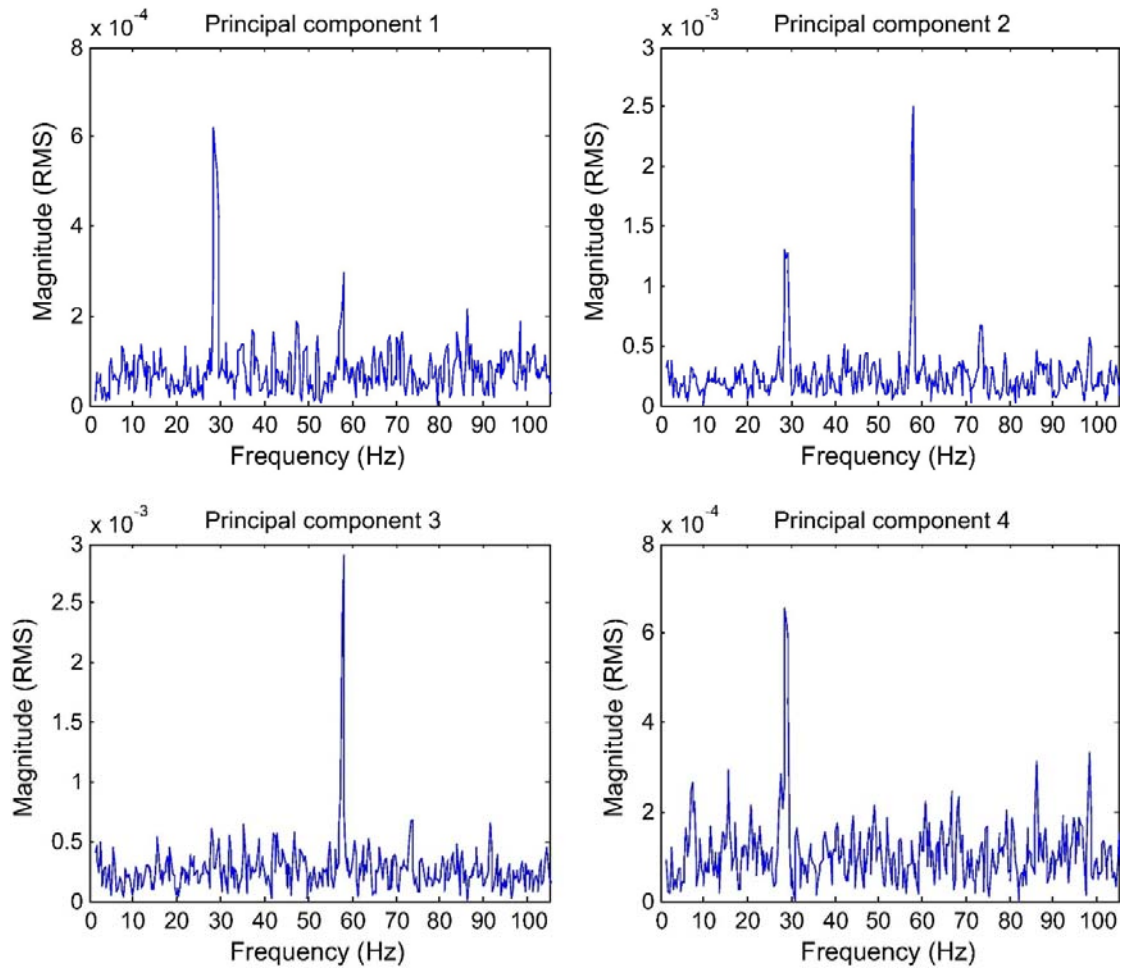 x 10⁻⁴ Principal component 1
8
6
4
2
0
Magnitude (RMS)
0 10 20 30 40 50 60 70 80 90 100
Frequency (Hz)
x 10⁻³ Principal component 2
3
2.5
2
1.5
1
0.5
0
Magnitude (RMS)
0 10 20 30 40 50 60 70 80 90 100
Frequency (Hz)
x 10⁻³ Principal component 3
3
2.5
2
1.5
1
0.5
0
Magnitude (RMS)
0 10 20 30 40 50 60 70 80 90 100
Frequency (Hz)
x 10⁻⁴ Principal component 4
8
6
4
2
0
Magnitude (RMS)
0 10 20 30 40 50 60 70 80 90 100
Frequency (Hz)